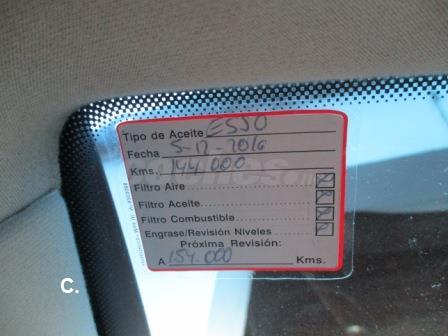 Tipo de Aceite ESSO
Fecha 5-12-2016
Kms. 144.000
Filtro Aire
Filtro Aceite
Filtro Combustible
Engrase/Revisión Niveles
Próxima Revisión:
A 154.000 Kms.
C.